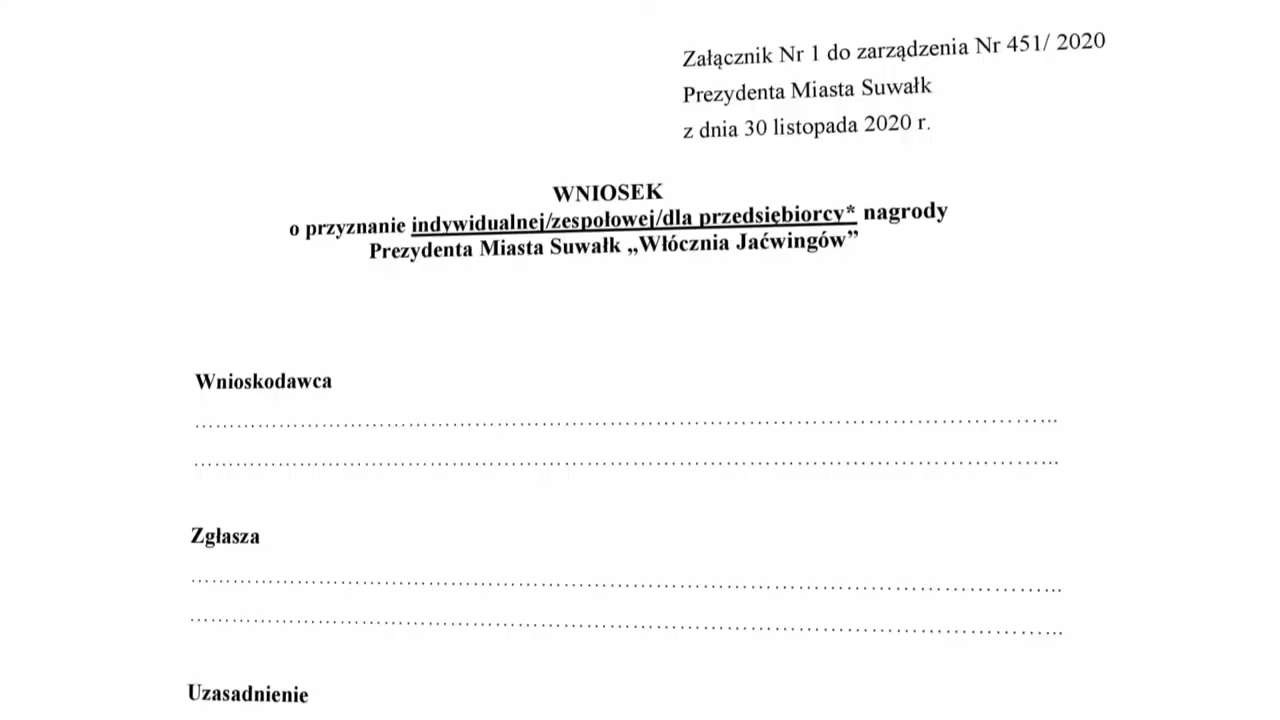 Załącznik Nr 1 do zarządzenia Nr 451/ 2020
Prezydenta Miasta Suwałk
z dnia 30 listopada 2020 r.
WNIOSEK
o przyznanie indywidualnej/zespołowej/dla przedsiębiorcy* nagrody
Prezydenta Miasta Suwałk „Włócznia Jaćwingów”
Wnioskodawca
Zgłasza
Uzasadnienie